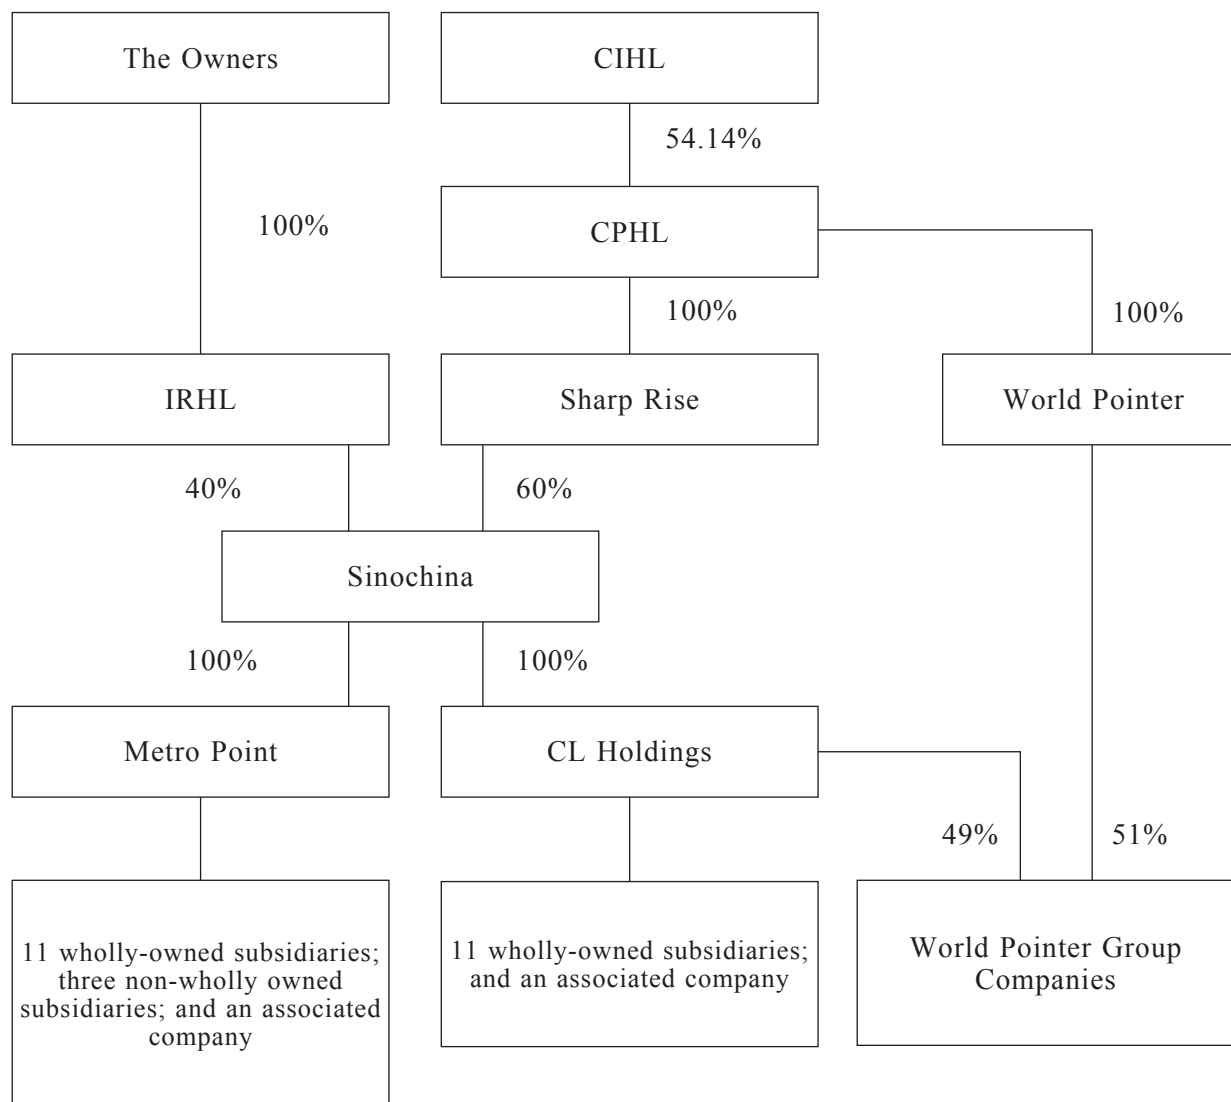 The Owners
CIHL
54.14%
100%
CPHL
100%
100%
IRHL
Sharp Rise
World Pointer
40%
60%
Sinochina
100%
100%
Metro Point
CL Holdings
49%
51%
11 wholly-owned subsidiaries;
three non-wholly owned
subsidiaries; and an associated
company
11 wholly-owned subsidiaries;
and an associated company
World Pointer Group
Companies